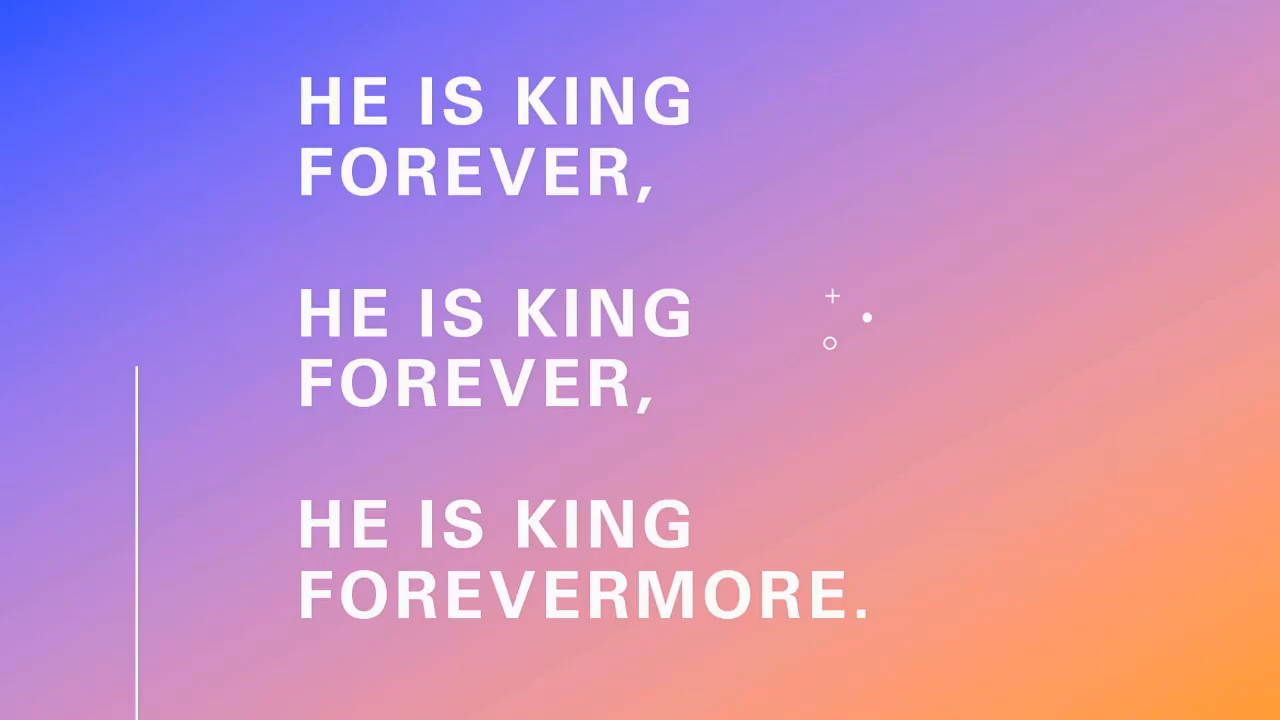 HE IS KING
FOREVER,
HE IS KING
FOREVER,
HE IS KING
FOREVERMORE.